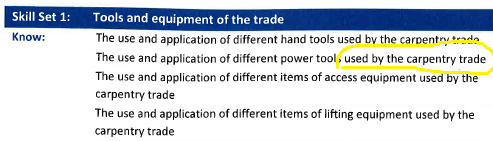 Skill Set 1: Tools and equipment of the trade
Know: The use and application of different hand tools used by the carpentry trade
The use and application of different power tools used by the carpentry trade
The use and application of different items of access equipment used by the
carpentry trade
The use and application of different items of lifting equipment used by the
carpentry trade